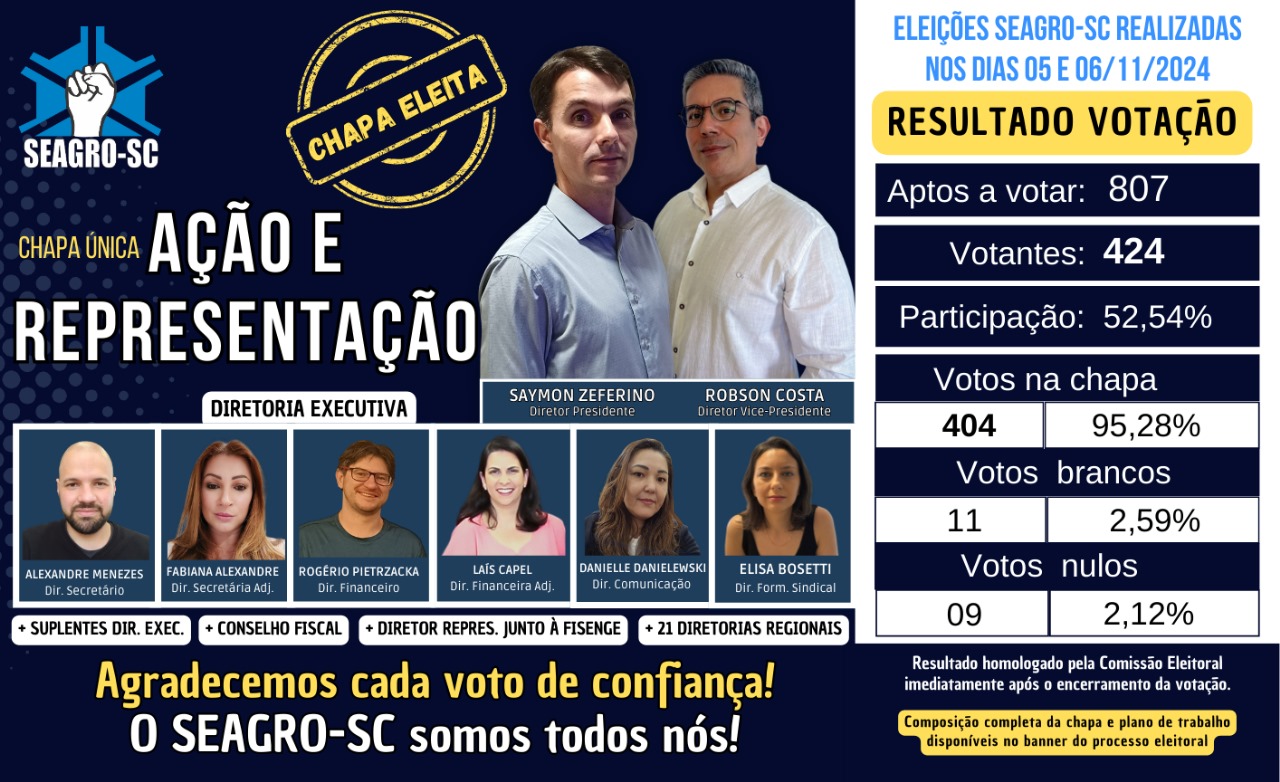 SEAGRO-SC
CHAPA ELEITA
CHAPA ÚNICA AÇÃO E
REPRESENTAÇÃO
SAYMON ZEFERINO
Diretor Presidente
ROBSON COSTA
Diretor Vice-Presidente
DIRETORIA EXECUTIVA
ALEXANDRE MENEZES
Dir. Secretário
FABIANA ALEXANDRE
Dir. Secretária Adj.
ROGÉRIO PIETRZACKA
Dir. Financeiro
LAÍS CAPEL
Dir. Financeira Adj.
DANIELLE DANIELEWSKI
Dir. Comunicação
ELISA BOSETTI
Dir. Form. Sindical
+ SUPLENTES DIR. EXEC.
+ CONSELHO FISCAL
+ DIRETOR REPRES. JUNTO À FISENGE
+ 21 DIRETORIAS REGIONAIS
Agradecemos cada voto de confiança!
O SEAGRO-SC somos todos nós!
ELEIÇÕES SEAGRO-SC REALIZADAS
NOS DIAS 05 E 06/11/2024
RESULTADO VOTAÇÃO
Aptos a votar: 807
Votantes: 424
Participação: 52,54%
Votos na chapa
404 95,28%
Votos brancos
11 2,59%
Votos nulos
09 2,12%
Resultado homologado pela Comissão Eleitoral
imediatamente após o encerramento da votação.
Composição completa da chapa e plano de trabalho
disponíveis no banner do processo eleitoral